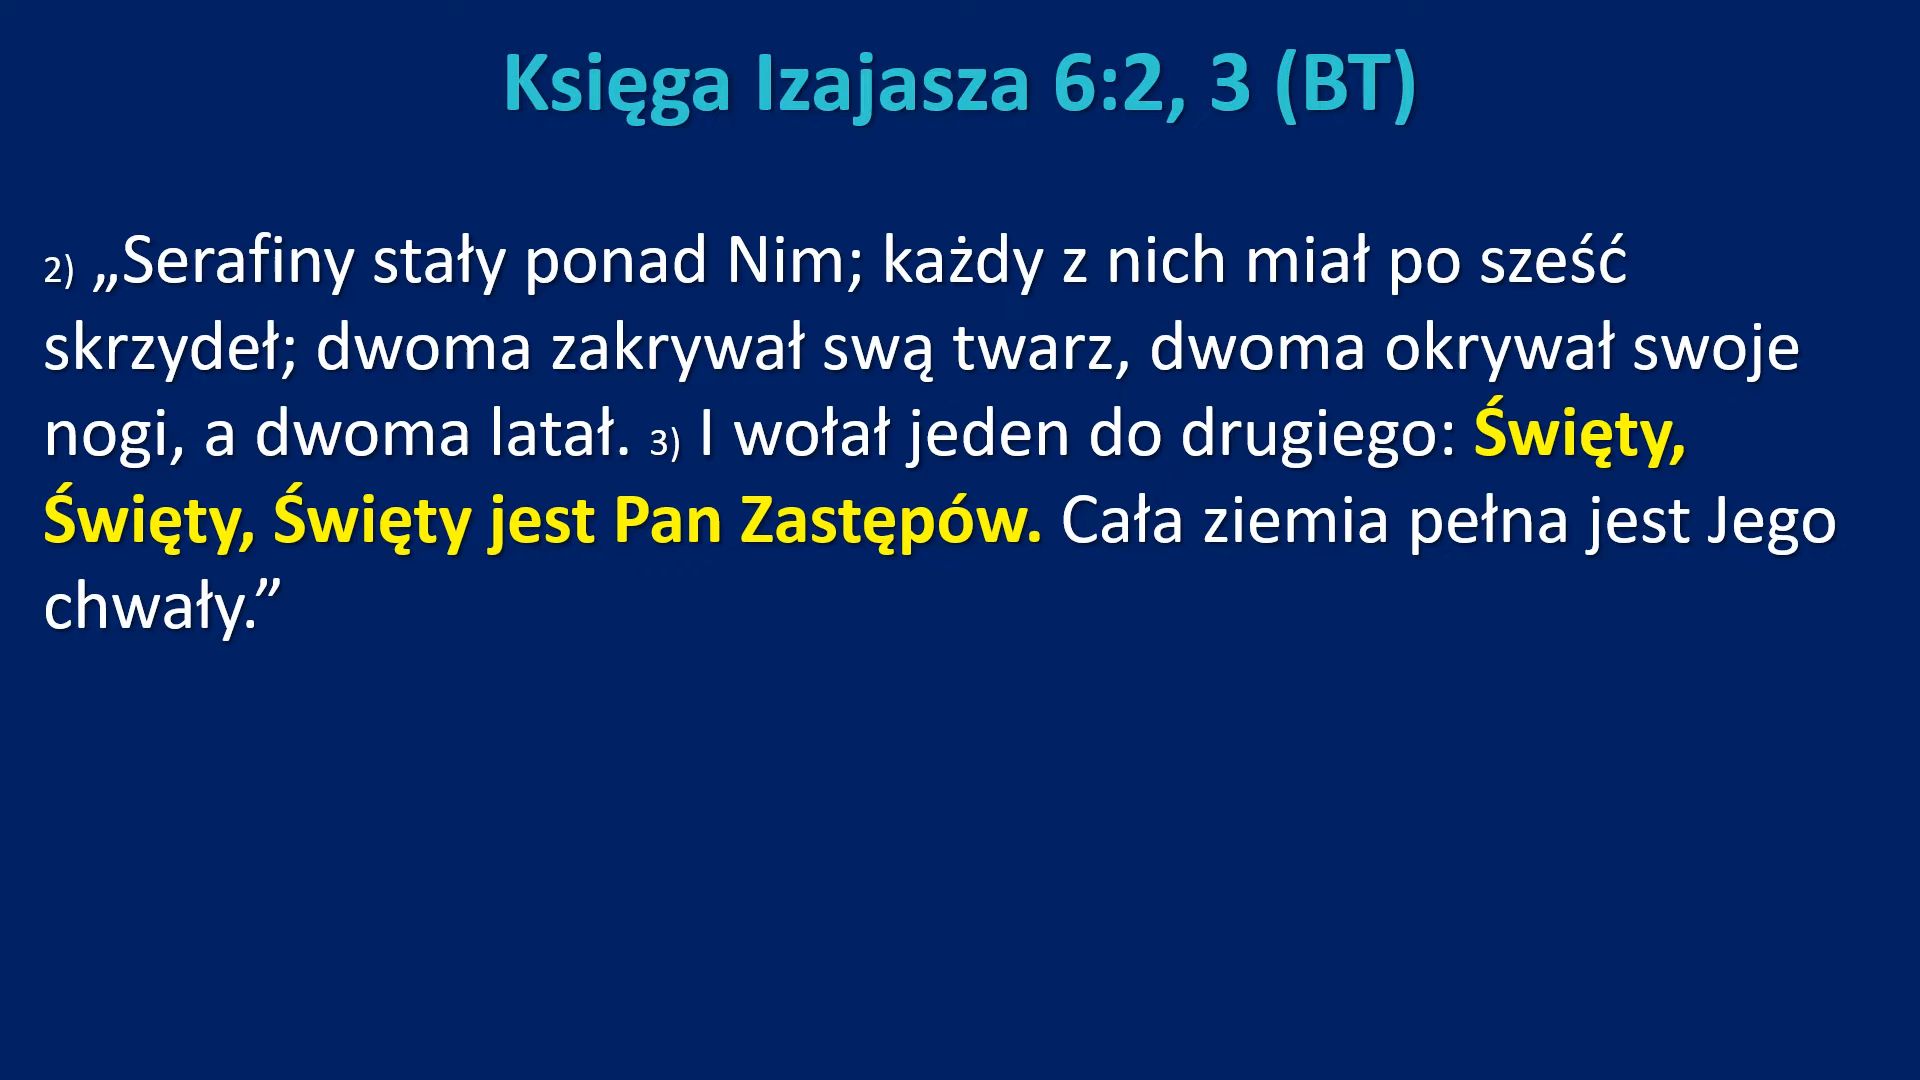 Księga Izajasza 6:2, 3 (BT)
2) „Serafiny stały ponad Nim; każdy z nich miał po sześć
skrzydeł; dwoma zakrywał swą twarz, dwoma okrywał swoje
nogi, a dwoma latał. 3) I wołał jeden do drugiego: Święty,
Święty, Święty jest Pan Zastępów. Cała ziemia pełna jest Jego
chwały.”